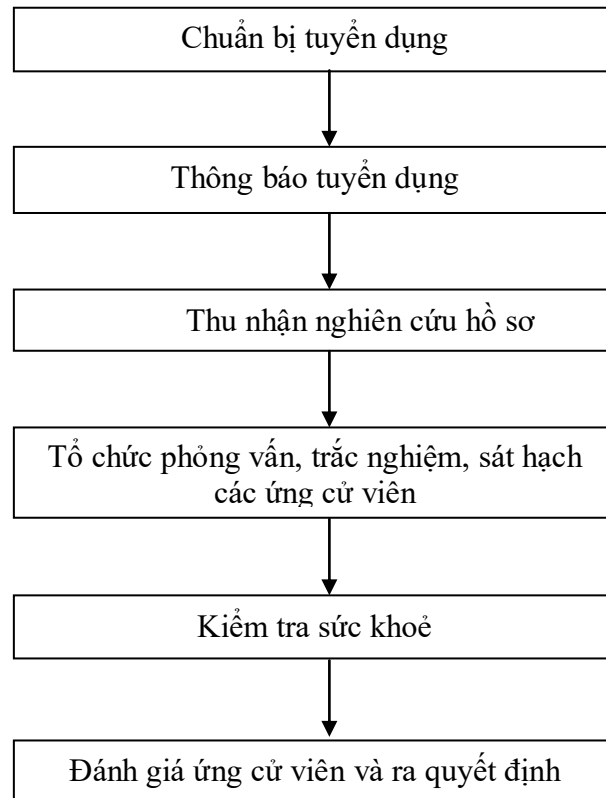 Chuẩn bị tuyển dụng
Thông báo tuyển dụng
Thu nhận nghiên cứu hồ sơ
Tổ chức phỏng vấn, trắc nghiệm, sát hạch
các ứng cử viên
Kiểm tra sức khoẻ
Đánh giá ứng cử viên và ra quyết định